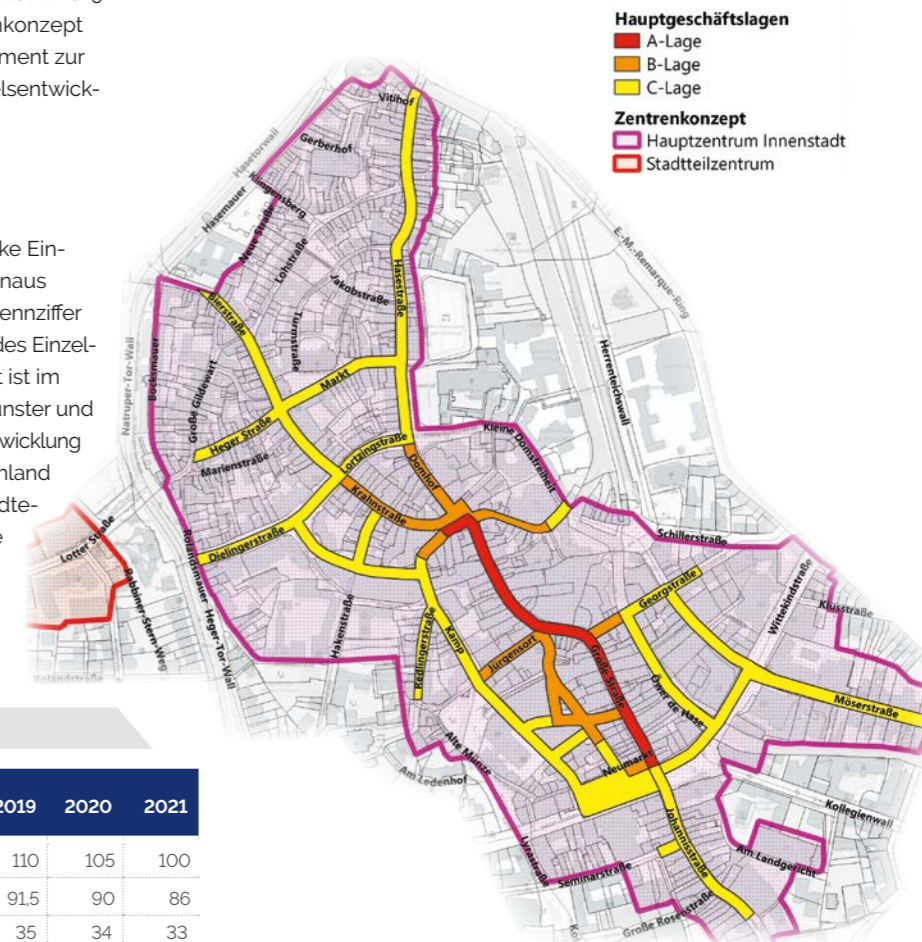 konzept
ment zur
elsentwick-
ke Ein-
naus
ennziffer
des Einzel-
t ist im
ünster und
wicklung
hland
dte-
e
Hauptgeschäftslagen
A-Lage
B-Lage
C-Lage
Zentrenkonzept
Hauptzentrum Innenstadt
Stadtteilzentrum
Vitihof
Gerberhof
Hasetorwall
Klingensberg
Hasemauer
Neue Straße
Lohstraße
Jakobstraße
Hasestraße
Turmstraße
Bierstraße
Bocksmauer
Natruper-Tor-Wall
Große Gildewart
Markt
Heger Straße
Marienstraße
Lortzingstraße
Domhof
Krahnstraße
Kleine Domsfreiheit
Herrenteichswall
E.-M.-Remarque-Ring
Dielingerstraße
Rolandsmauer
Heger-Tor-Wall
Lotter Straße
Rabbiner-Stern-Weg
Rolandstraße
Hakenstraße
Redlingerstraße
Kamp
Jürgensort
Große Straße
Georgstraße
Öwer de Hase
Schillerstraße
Wittekindstraße
Klusstraße
Möserstraße
Neumarkt
Alte Münze
Am Ledenhof
Lyrastraße
Seminarstraße
Johannisstraße
Kollegienwall
Am Landgericht
Große Rosenstraße
2019 2020 2021
110 105 100
91,5 90 86
35 34 33